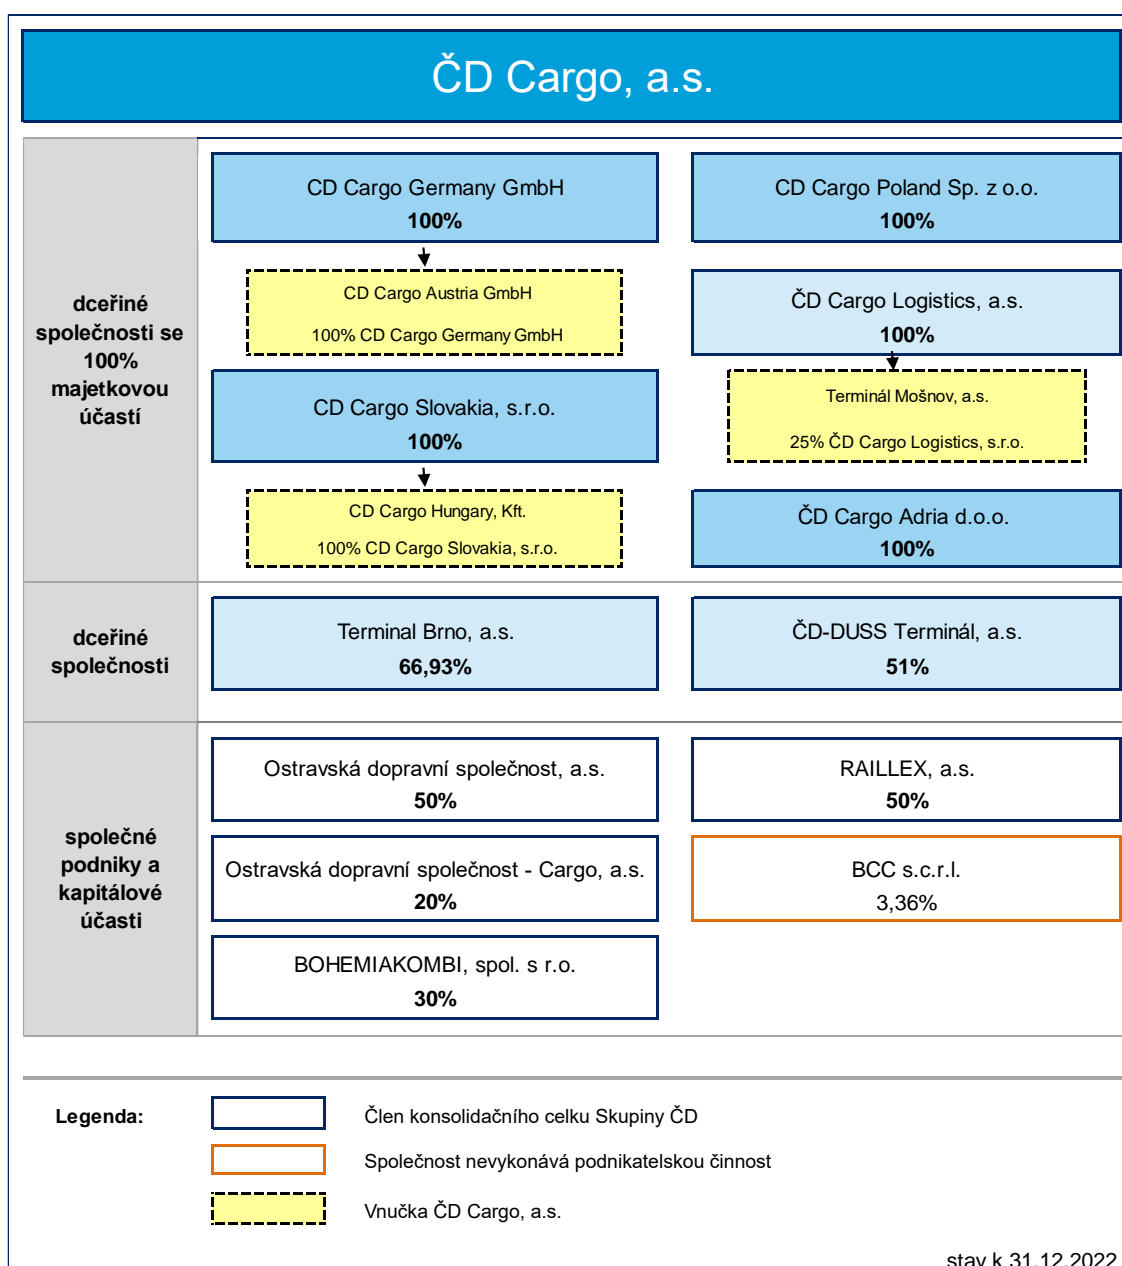 ČD Cargo, a.s.
dceřiné
společnosti se
100%
majetkovou
účastí
CD Cargo Germany GmbH
100%
CD Cargo Poland Sp. z o.o.
100%
CD Cargo Austria GmbH
100% CD Cargo Germany GmbH
ČD Cargo Logistics, a.s.
100%
CD Cargo Slovakia, s.r.o.
100%
Terminál Mošnov, a.s.
25% ČD Cargo Logistics, s.r.o.
CD Cargo Hungary, Kft.
100% CD Cargo Slovakia, s.r.o.
ČD Cargo Adria d.o.o.
100%
dceřiné
společnosti
Terminal Brno, a.s.
66,93%
ČD-DUSS Terminál, a.s.
51%
společné
podniky a
kapitálové
účasti
Ostravská dopravní společnost, a.s.
50%
RAILLEX, a.s.
50%
Ostravská dopravní společnost - Cargo, a.s.
20%
BCC s.c.r.l.
3,36%
BOHEMIAKOMBI, spol. s r.o.
30%
Legenda:
Člen konsolidačního celku Skupiny ČD
Společnost nevykonává podnikatelskou činnost
Vnučka ČD Cargo, a.s.
stav k 31.12.2022